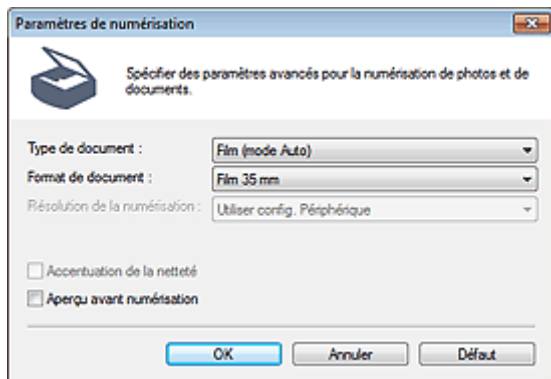 Paramètres de numérisation
Spécifier des paramètres avancés pour la numérisation de photos et de
documents.
Type de document :
Film (mode Auto)
Format de document :
Film 35 mm
Résolution de la numérisation :
Utiliser config. Périphérique
Accentuation de la netteté
Aperçu avant numérisation
OK
Annuler
Défaut